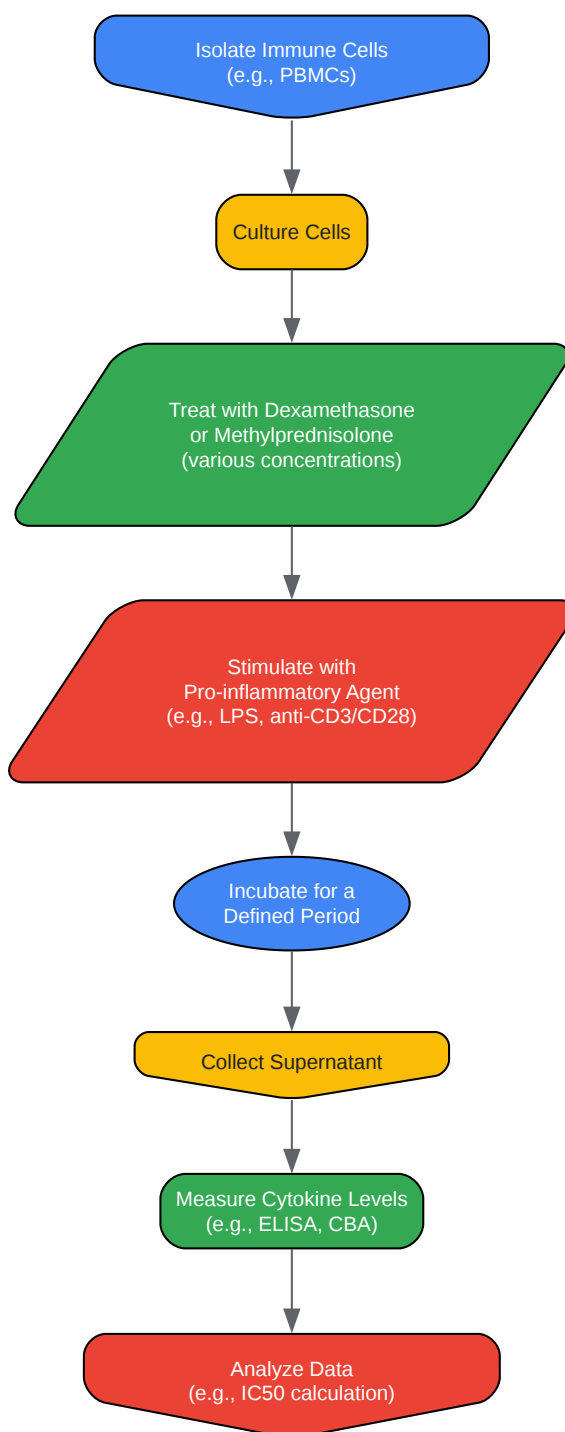 Isolate Immune Cells
(e.g., PBMCs)
Culture Cells
Treat with Dexamethasone
or Methylprednisolone
(various concentrations)
Stimulate with
Pro-inflammatory Agent
(e.g., LPS, anti-CD3/CD28)
Incubate for a
Defined Period
Collect Supernatant
Measure Cytokine Levels
(e.g., ELISA, CBA)
Analyze Data
(e.g., IC50 calculation)